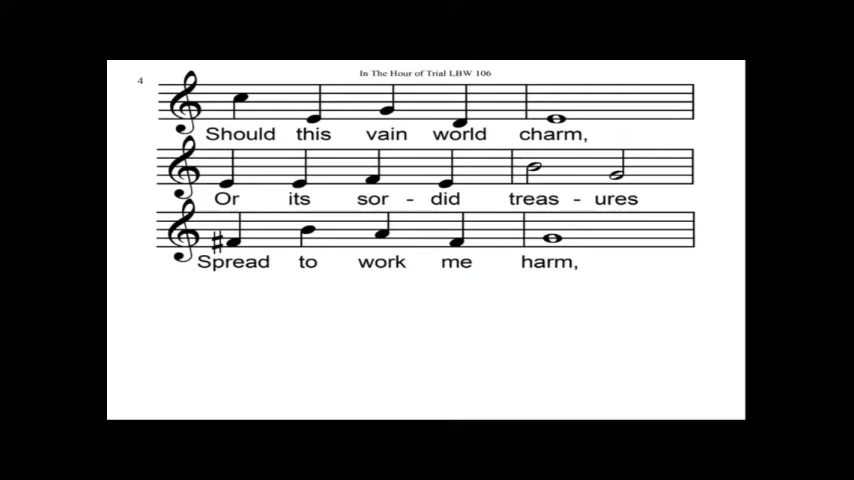 4
In The Hour of Trial LBW 106
Should this vain world charm,
Or its sor - did treas - ures
Spread to work me harm,